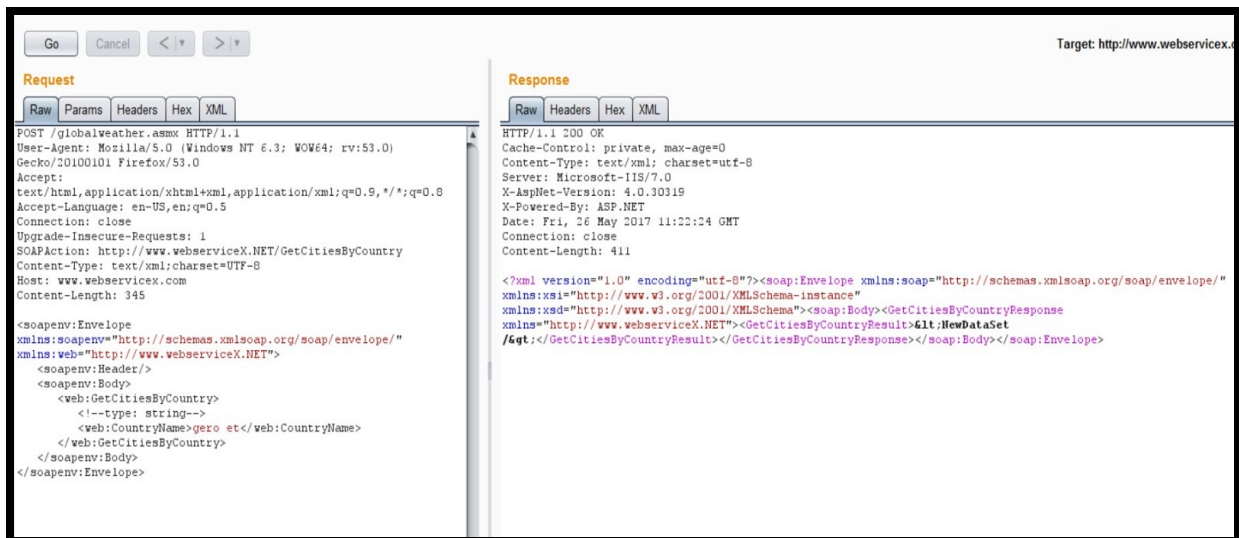 Go Cancel < >
Target: http://www.webservicex.
Request
Raw Params Headers Hex XML
POST /globalweather.asmx HTTP/1.1
User-Agent: Mozilla/5.0 (Windows NT 6.3; WOW64; rv:53.0)
Gecko/20100101 Firefox/53.0
Accept:
text/html,application/xhtml+xml,application/xml;q=0.9,*/*;q=0.8
Accept-Language: en-US,en;q=0.5
Connection: close
Upgrade-Insecure-Requests: 1
SOAPAction: http://www.webserviceX.NET/GetCitiesByCountry
Content-Type: text/xml;charset=UTF-8
Host: www.webservicex.com
Content-Length: 345
<soapenv:Envelope
xmlns:soapenv="http://schemas.xmlsoap.org/soap/envelope/"
xmlns:web="http://www.webserviceX.NET">
<soapenv:Header/>
<soapenv:Body>
<web:GetCitiesByCountry>
<!--type: string-->
<web:CountryName>gero et</web:CountryName>
</web:GetCitiesByCountry>
</soapenv:Body>
</soapenv:Envelope>
Response
Raw Headers Hex XML
HTTP/1.1 200 OK
Cache-Control: private, max-age=0
Content-Type: text/xml; charset=utf-8
Server: Microsoft-IIS/7.0
X-AspNet-Version: 4.0.30319
X-Powered-By: ASP.NET
Date: Fri, 26 May 2017 11:22:24 GMT
Connection: close
Content-Length: 411
<?xml version="1.0" encoding="utf-8"?><soap:Envelope xmlns:soap="http://schemas.xmlsoap.org/soap/envelope/"
xmlns:xsi="http://www.w3.org/2001/XMLSchema-instance"
xmlns:xsd="http://www.w3.org/2001/XMLSchema"><soap:Body><GetCitiesByCountryResponse
xmlns="http://www.webserviceX.NET"><GetCitiesByCountryResult>&lt;NewDataSet
/&gt;</GetCitiesByCountryResult></GetCitiesByCountryResponse></soap:Body></soap:Envelope>